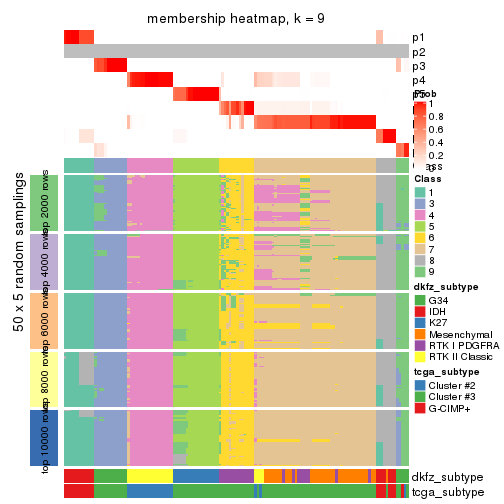 membership heatmap, k = 9
p1
p2
p3
p4
Prob
1
0.8
0.6
0.4
0.2
0
Class
1
3
4
5
6
7
8
9
dkfz_subtype
G34
IDH
K27
Mesenchymal
RTK I PDGFRA
RTK II Classic
tcga_subtype
Cluster #2
Cluster #3
G-CIMP+
50 x 5 random samplings
top 2000 rows
top 4000 rows
top 6000 rows
top 8000 rows
top 10000 rows
dkfz_subtype
tcga_subtype